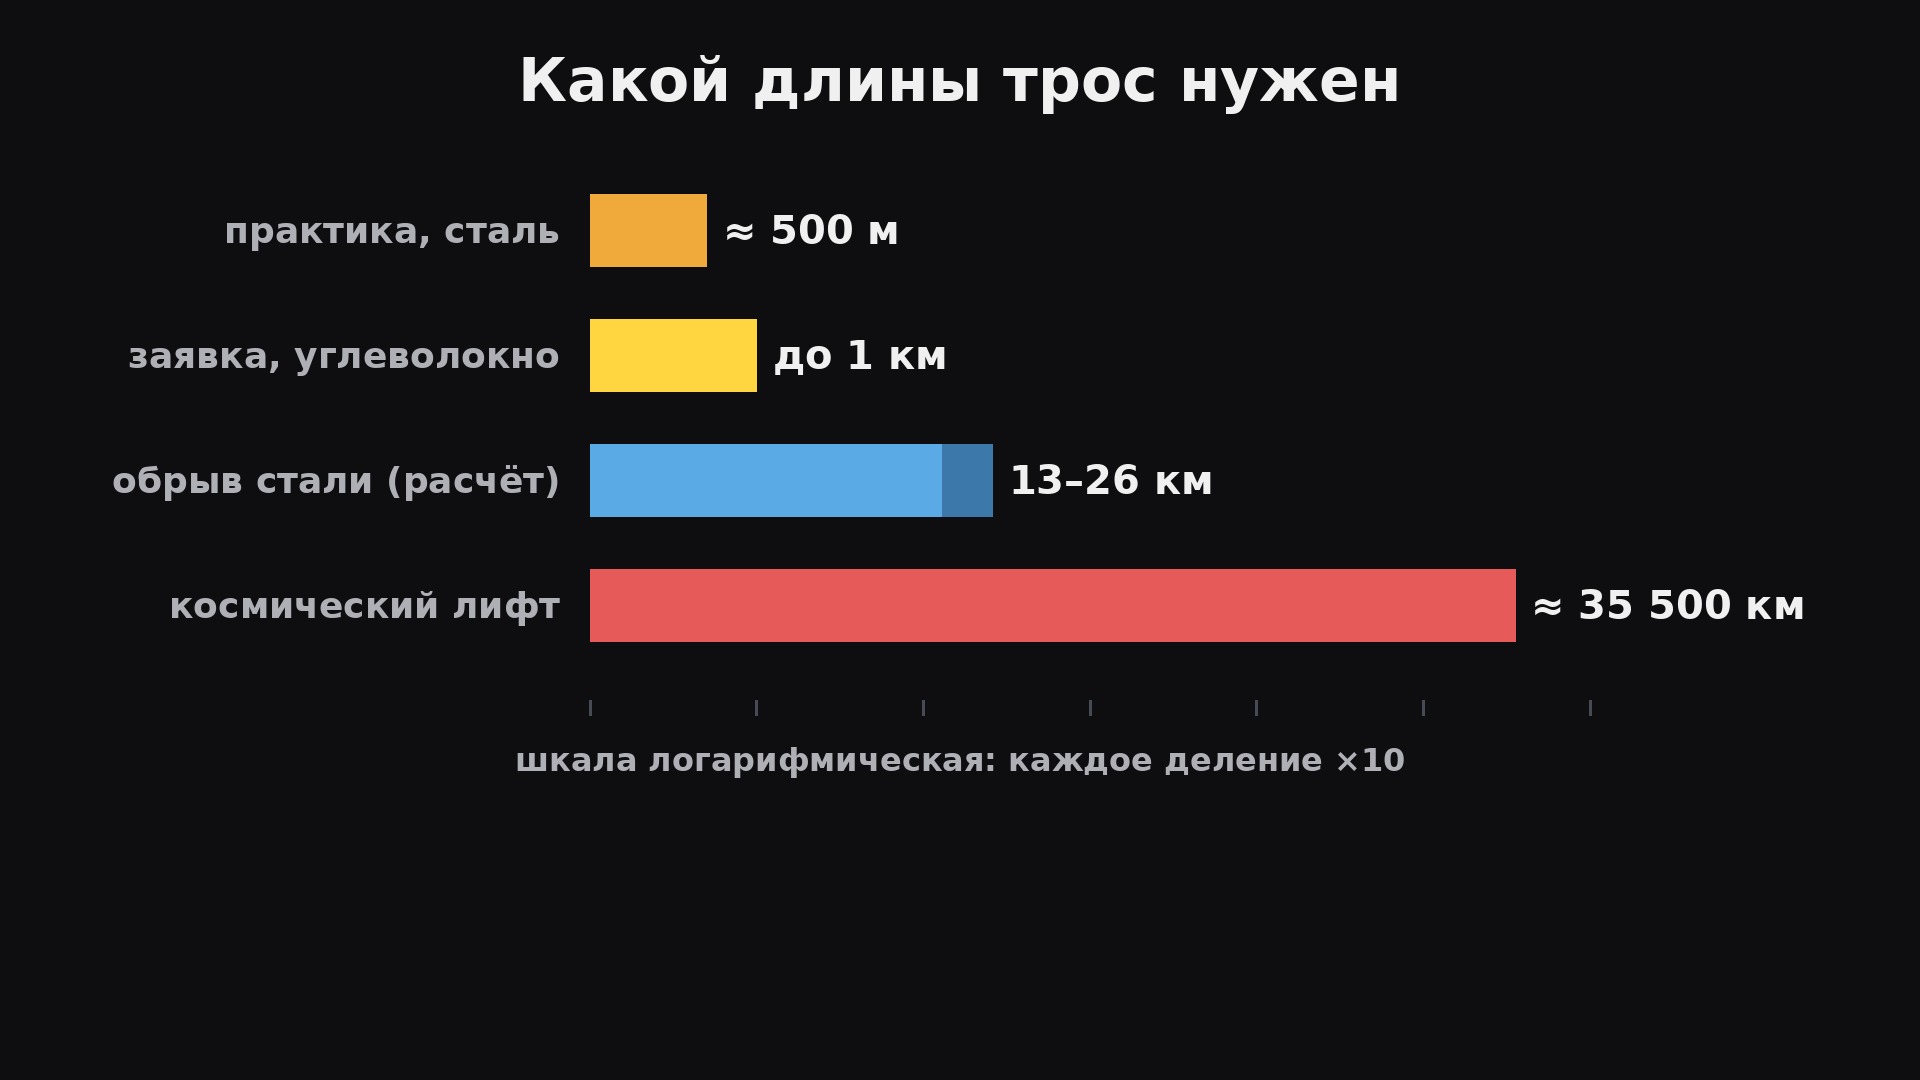 Какой длины трос нужен
практика, сталь ≈ 500 м
заявка, углеволокно до 1 км
обрыв стали (расчёт) 13–26 км
космический лифт ≈ 35 500 км
шкала логарифмическая: каждое деление ×10